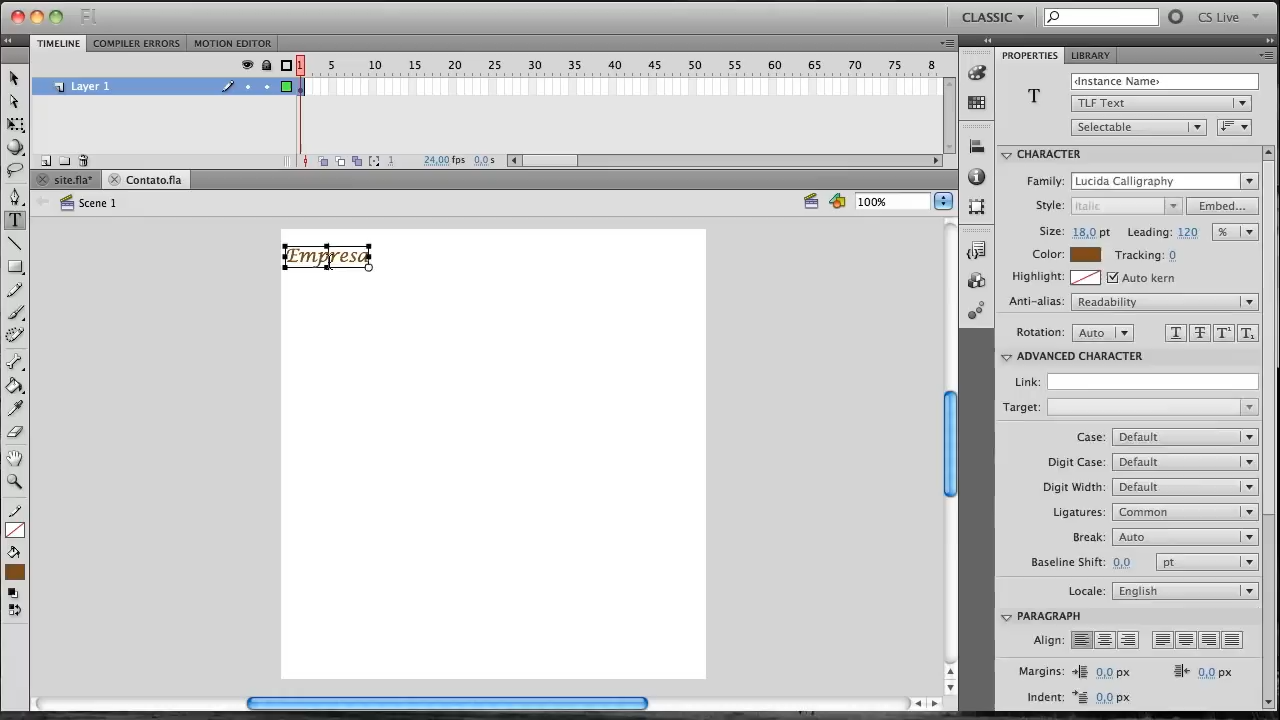 Fl
CLASSIC
CS Live
TIMELINE COMPILER ERRORS MOTION EDITOR
1 5 10 15 20 25 30 35 40 45 50 55 60 65 70 75 8
Layer 1
1 24,00 fps 0,0 s
site.fla* Contato.fla
Scene 1
100%
Empresa
PROPERTIES LIBRARY
T
‹Instance Name›
TLF Text
Selectable
CHARACTER
Family: Lucida Calligraphy
Style: Italic Embed...
Size: 18,0 pt Leading: 120 %
Color: Tracking: 0
Highlight: Auto kern
Anti-alias: Readability
Rotation: Auto T T T¹ T₁
ADVANCED CHARACTER
Link:
Target:
Case: Default
Digit Case: Default
Digit Width: Default
Ligatures: Common
Break: Auto
Baseline Shift: 0,0 pt
Locale: English
PARAGRAPH
Align:
Margins: 0,0 px 0,0 px
Indent: 0,0 px